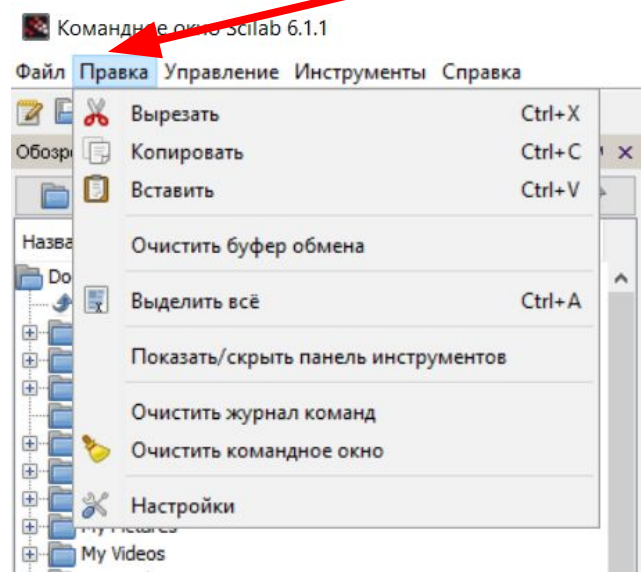 Командное окно Scilab 6.1.1
Файл Правка Управление Инструменты Справка
Вырезать Ctrl+X
Копировать Ctrl+C
Вставить Ctrl+V
Очистить буфер обмена
Выделить всё Ctrl+A
Показать/скрыть панель инструментов
Очистить журнал команд
Очистить командное окно
Настройки
My Videos